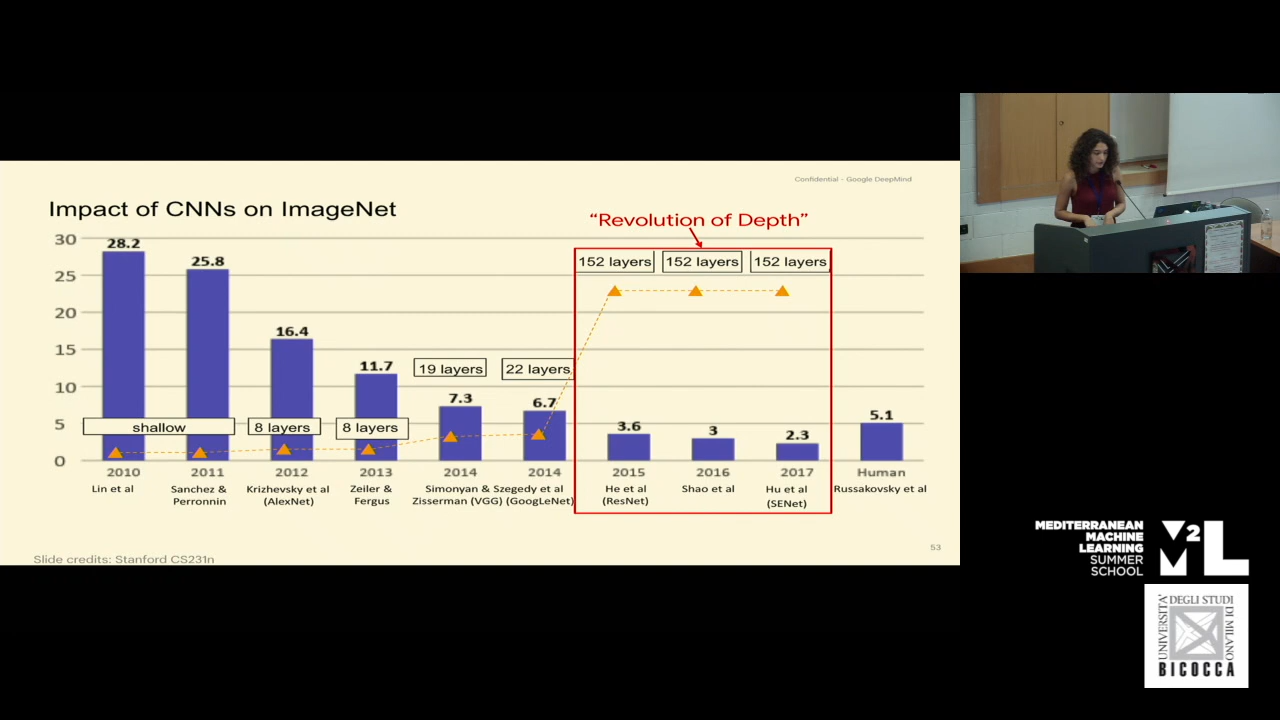 Confidential - Google DeepMind
Impact of CNNs on ImageNet
“Revolution of Depth”
30
28.2
25.8
16.4
11.7
7.3
6.7
3.6
3
2.3
5.1
25
20
15
10
5
0
152 layers
152 layers
152 layers
19 layers
22 layers
shallow
8 layers
8 layers
2010
2011
2012
2013
2014
2014
2015
2016
2017
Human
Lin et al
Sanchez &
Perronnin
Krizhevsky et al
(AlexNet)
Zeiler &
Fergus
Simonyan &
Zisserman (VGG)
Szegedy et al
(GoogLeNet)
He et al
(ResNet)
Shao et al
Hu et al
(SENet)
Russakovsky et al
53
Slide credits: Stanford CS231n
MEDITERRANEAN
MACHINE
LEARNING
SUMMER
SCHOOL
M2L
UNIVERSITA'
DEGLI STUDI
DI MILANO
BICOCCA